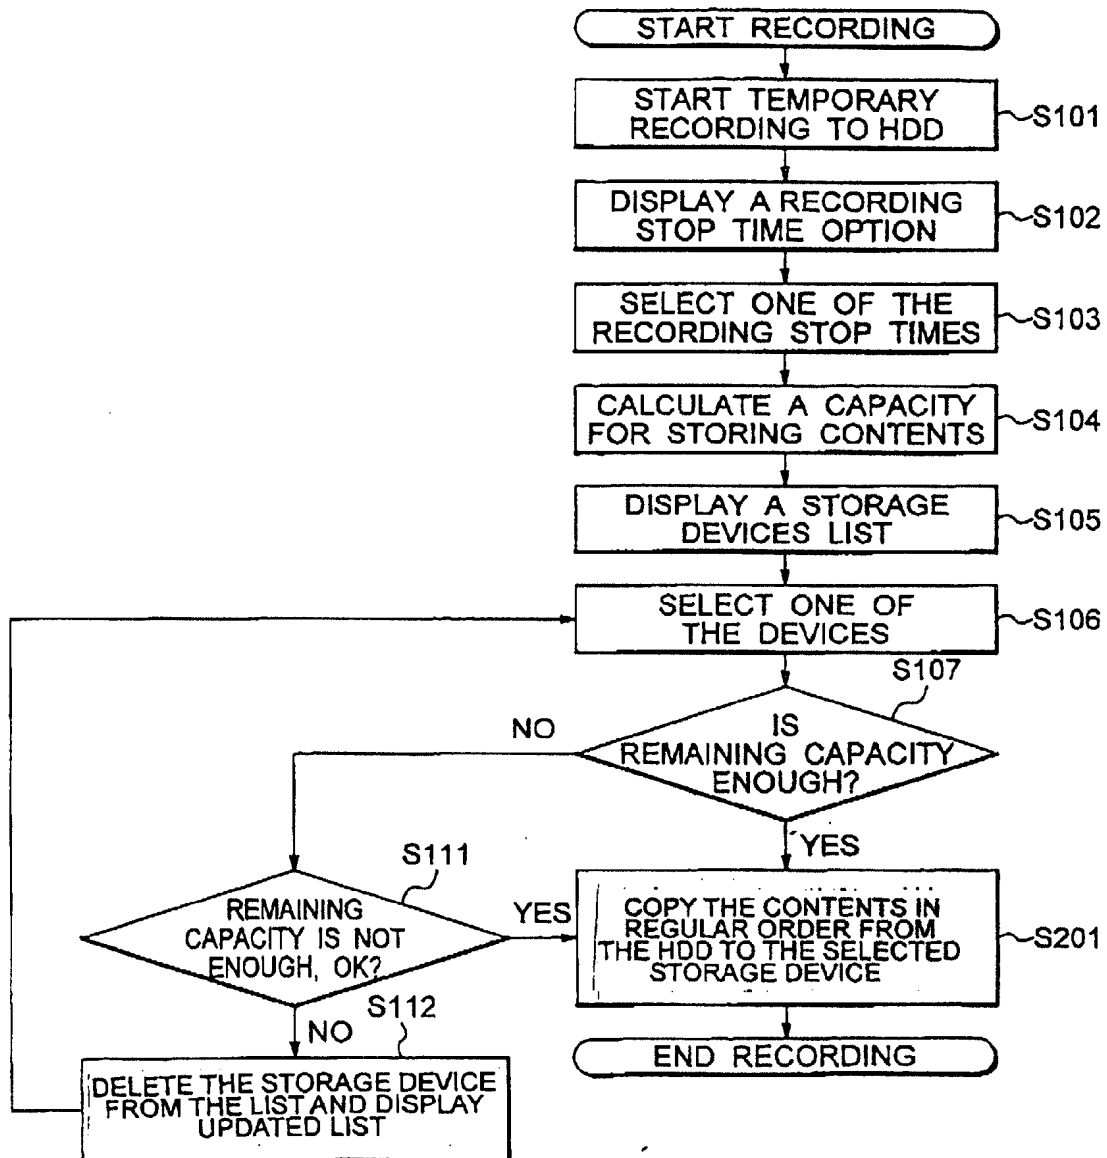 START RECORDING
START TEMPORARY
RECORDING TO HDD
S101
DISPLAY A RECORDING
STOP TIME OPTION
S102
SELECT ONE OF THE
RECORDING STOP TIMES
S103
CALCULATE A CAPACITY
FOR STORING CONTENTS
S104
DISPLAY A STORAGE
DEVICES LIST
S105
SELECT ONE OF
THE DEVICES
S106
S107
IS
REMAINING CAPACITY
ENOUGH?
NO
YES
S111
REMAINING
CAPACITY IS NOT
ENOUGH, OK?
YES
COPY THE CONTENTS IN
REGULAR ORDER FROM
THE HDD TO THE SELECTED
STORAGE DEVICE
S201
NO
S112
DELETE THE STORAGE DEVICE
FROM THE LIST AND DISPLAY
UPDATED LIST
END RECORDING